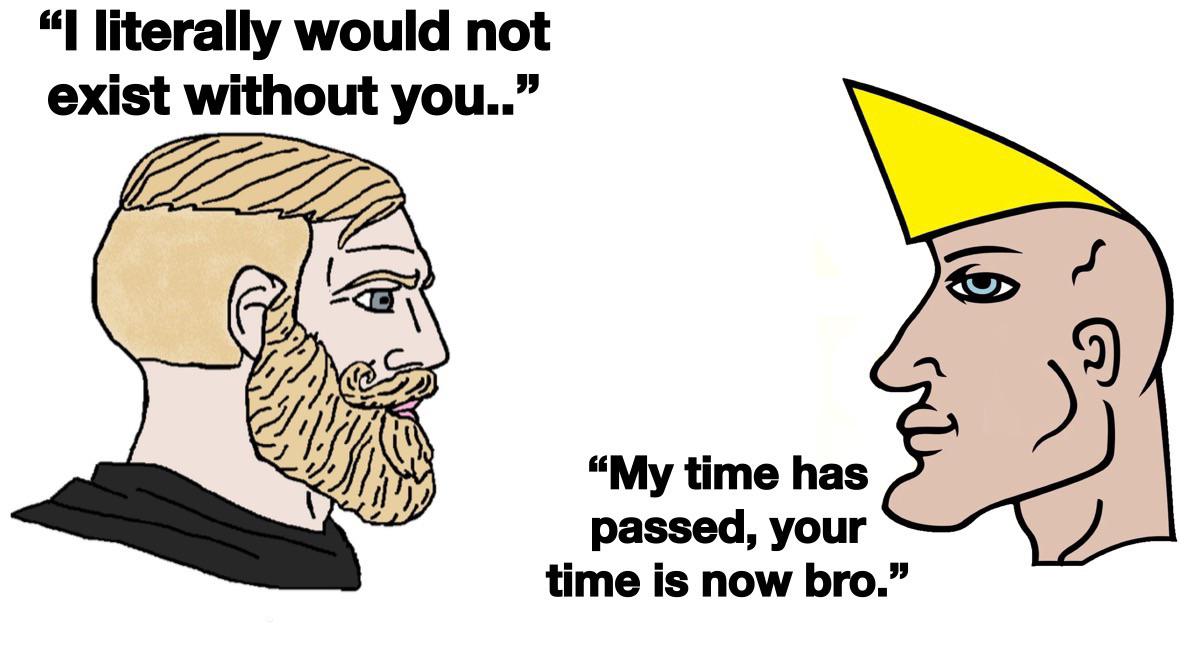 “I literally would not
exist without you..”
“My time has
passed, your
time is now bro.”